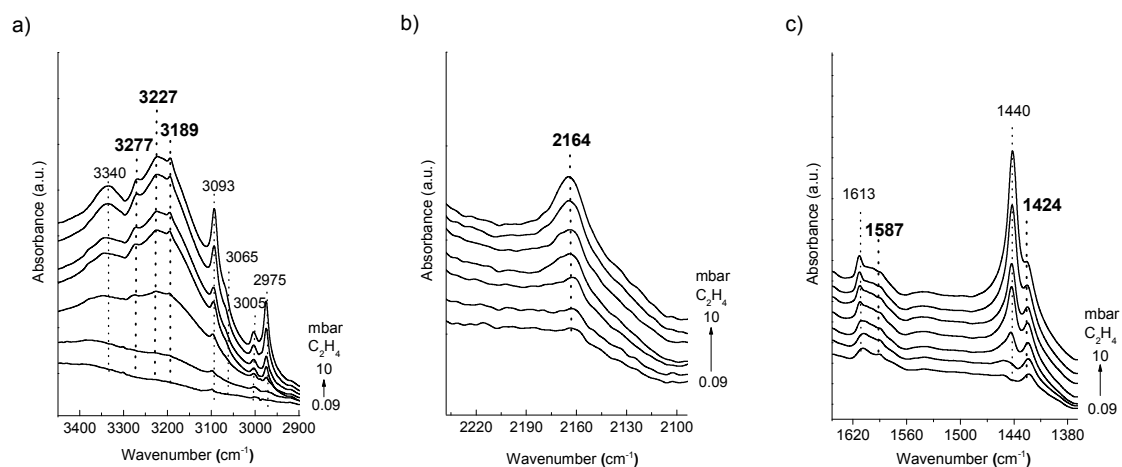 a)
Absorbance (a.u.)
3340
3277
3227
3189
3093
3065
3005
2975
mbar
C₂H₄
10
0.09
3400 3300 3200 3100 3000 2900
Wavenumber (cm⁻¹)
b)
Absorbance (a.u.)
2164
mbar
C₂H₄
10
0.09
2220 2190 2160 2130 2100
Wavenumber (cm⁻¹)
c)
Absorbance (a.u.)
1613
1587
1440
1424
mbar
C₂H₄
10
0.09
1620 1560 1500 1440 1380
Wavenumber (cm⁻¹)